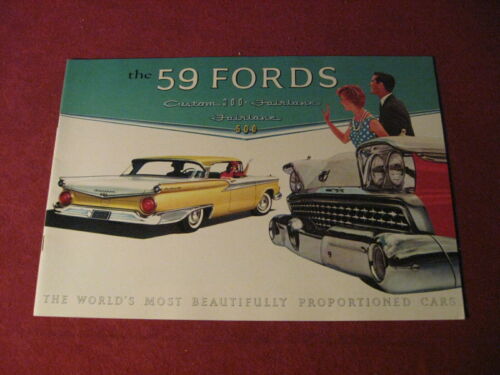 the 59 FORDS
Custom 300 · Fairlane
Fairlane
500
THE WORLD'S MOST BEAUTIFULLY PROPORTIONED CARS